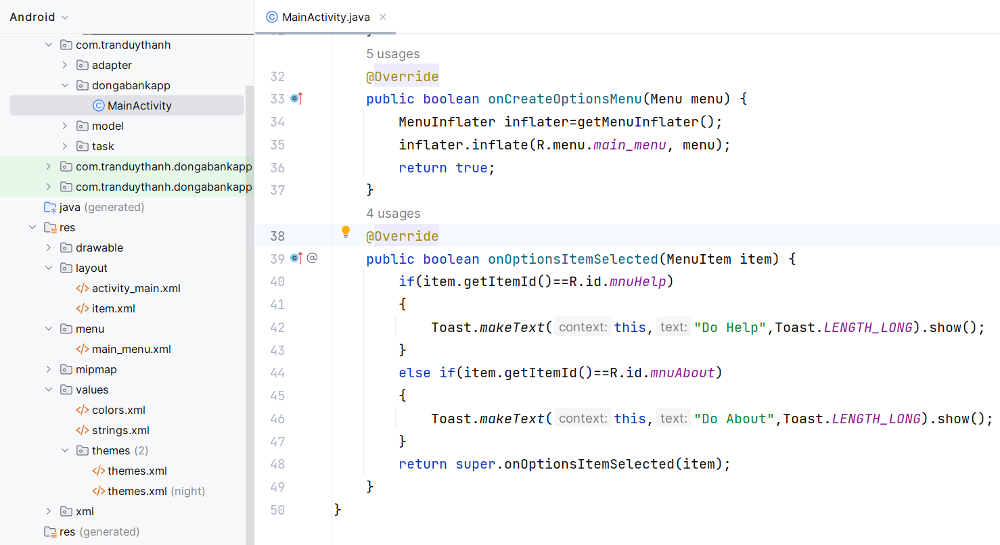 Android
com.tranduythanh
adapter
dongabankapp
MainActivity
model
task
com.tranduythanh.dongabankapp
com.tranduythanh.dongabankapp
java (generated)
res
drawable
layout
activity_main.xml
item.xml
menu
main_menu.xml
mipmap
values
colors.xml
strings.xml
themes (2)
themes.xml
themes.xml (night)
xml
res (generated)
MainActivity.java
5 usages
32 @Override
33 public boolean onCreateOptionsMenu(Menu menu) {
34 MenuInflater inflater=getMenuInflater();
35 inflater.inflate(R.menu.main_menu, menu);
36 return true;
37 }
4 usages
38 @Override
39 @ public boolean onOptionsItemSelected(MenuItem item) {
40 if(item.getItemId()==R.id.mnuHelp)
41 {
42 Toast.makeText( context: this, text: "Do Help",Toast.LENGTH_LONG).show();
43 }
44 else if(item.getItemId()==R.id.mnuAbout)
45 {
46 Toast.makeText( context: this, text: "Do About",Toast.LENGTH_LONG).show();
47 }
48 return super.onOptionsItemSelected(item);
49 }
50 }